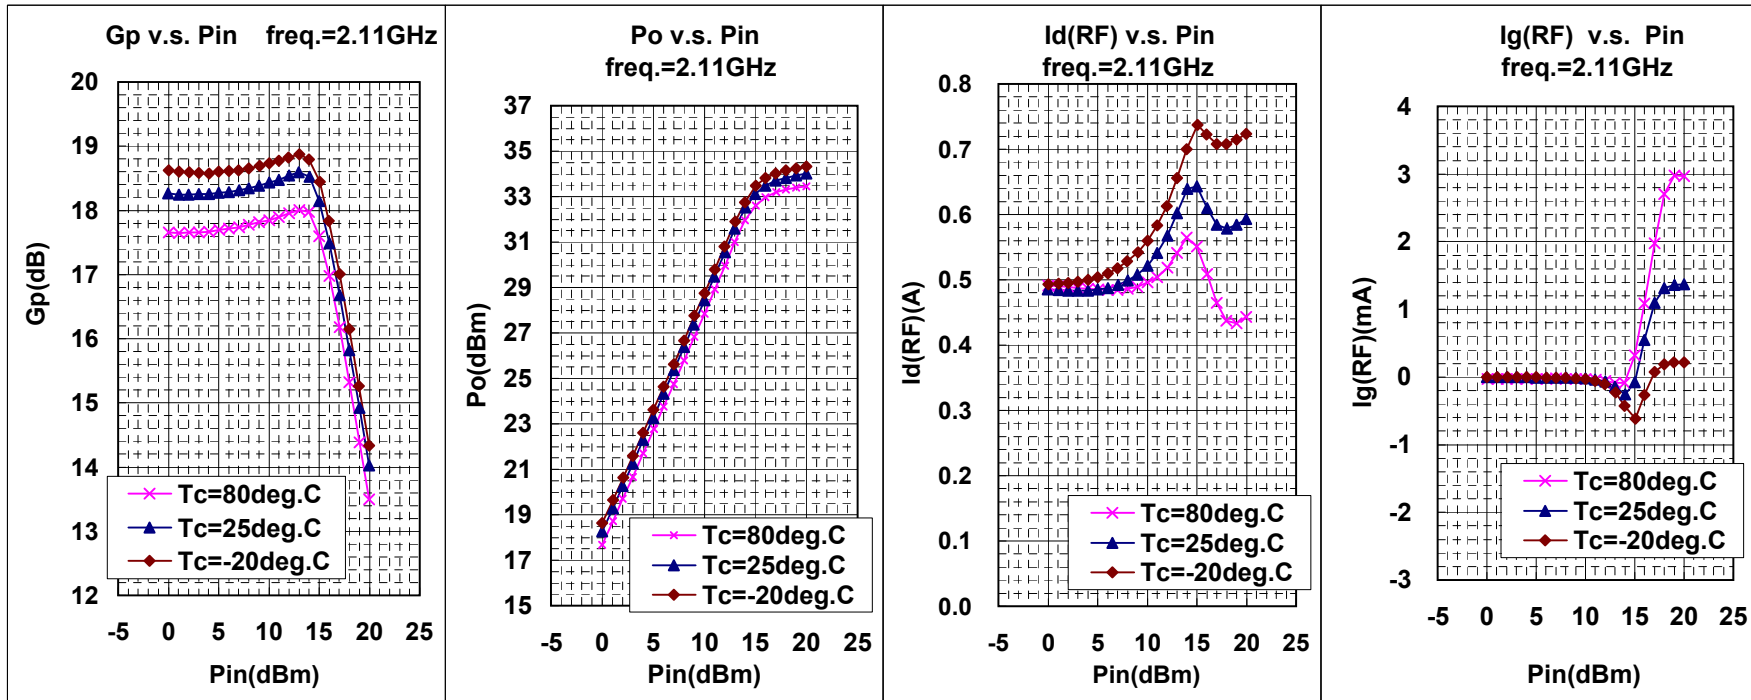 Gp v.s. Pin freq.=2.11GHz
20
19
18
17
16
15
14
13
12
Gp(dB)
Tc=80deg.C
Tc=25deg.C
Tc=-20deg.C
-5 0 5 10 15 20 25
Pin(dBm)
Po v.s. Pin
freq.=2.11GHz
37
35
33
31
29
27
25
23
21
19
17
15
Po(dBm)
Tc=80deg.C
Tc=25deg.C
Tc=-20deg.C
-5 0 5 10 15 20 25
Pin(dBm)
Id(RF) v.s. Pin
freq.=2.11GHz
0.8
0.7
0.6
0.5
0.4
0.3
0.2
0.1
0.0
Id(RF)(A)
Tc=80deg.C
Tc=25deg.C
Tc=-20deg.C
-5 0 5 10 15 20 25
Pin(dBm)
Ig(RF) v.s. Pin
freq.=2.11GHz
4
3
2
1
0
-1
-2
-3
Ig(RF)(mA)
Tc=80deg.C
Tc=25deg.C
Tc=-20deg.C
-5 0 5 10 15 20 25
Pin(dBm)